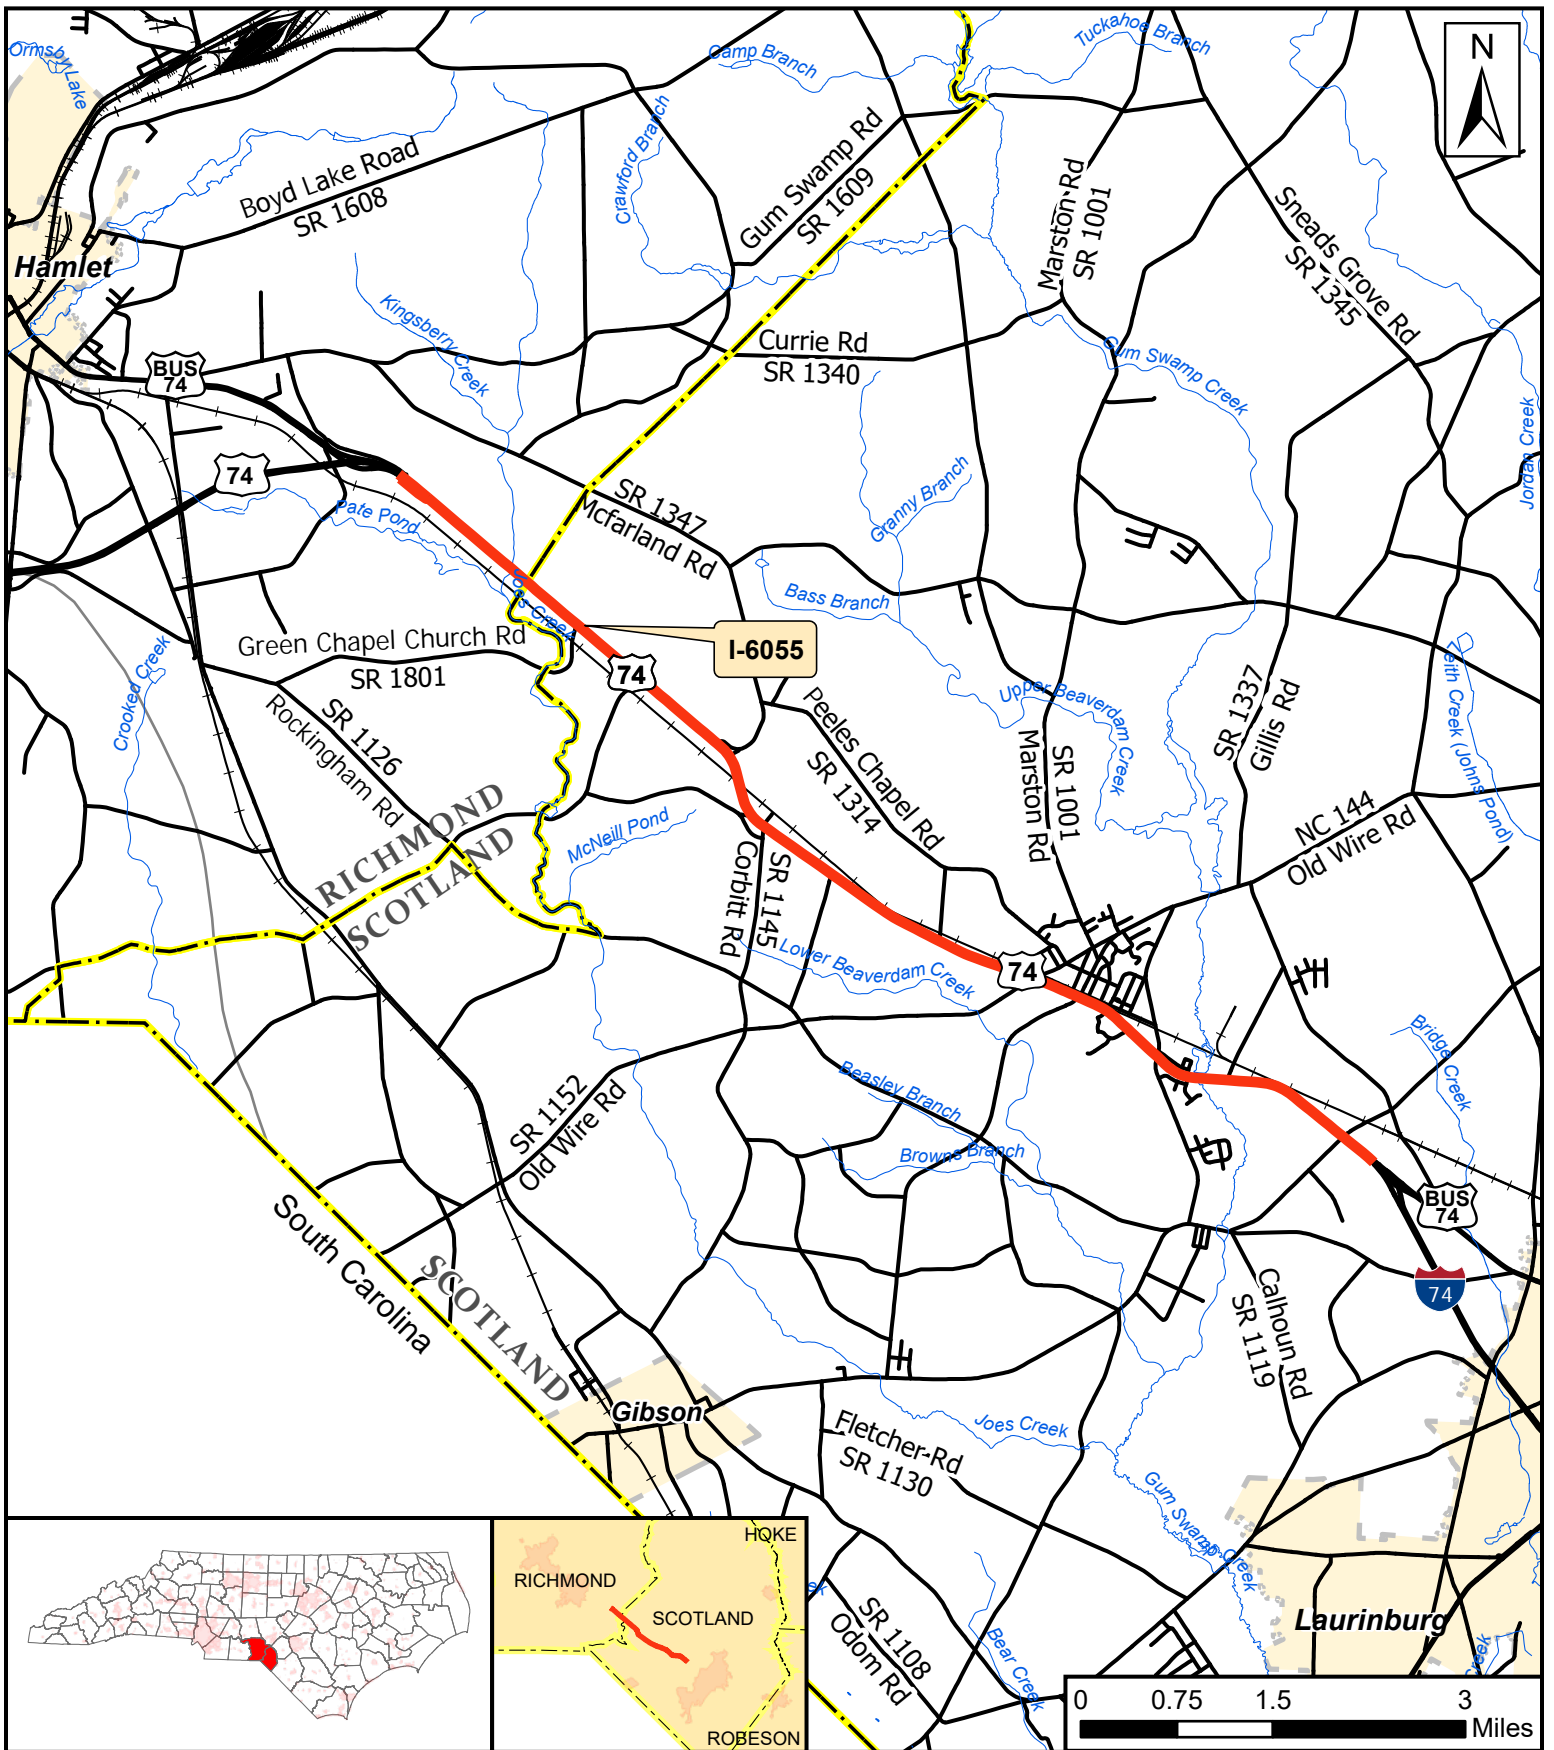 Ormsby Lake
Camp Branch
Tuckahoe Branch
N
Crawford Branch
Gum Swamp Rd
SR 1609
Boyd Lake Road
SR 1608
Marston Rd
SR 1001
Sneads Grove Rd
SR 1345
Hamlet
Kingsberry Creek
Currie Rd
SR 1340
Gum Swamp Creek
BUS
74
Jordan Creek
74
Pate Pond
SR 1347
Mcfarland Rd
Granny Branch
Joes Creek
Bass Branch
Green Chapel Church Rd
SR 1801
I-6055
74
Crooked Creek
Zeith Creek (Johns Pond)
Upper Beaverdam Creek
SR 1337
Gillis Rd
SR 1126
Rockingham Rd
Peeles Chapel Rd
SR 1314
SR 1001
Marston Rd
NC 144
Old Wire Rd
RICHMOND
SCOTLAND
McNeill Pond
SR 1145
Corbitt Rd
Lower Beaverdam Creek
74
Bridge Creek
SR 1152
Old Wire Rd
Beasley Branch
Browns Branch
BUS
74
South Carolina
SCOTLAND
74
Calhoun Rd
SR 1119
Gibson
Fletcher Rd
SR 1130
Joes Creek
Gum Swamp Creek
HOKE
RICHMOND
SCOTLAND
ROBESON
SR 1108
Odom Rd
Bear Creek
Laurinburg
Creek
0 0.75 1.5 3
Miles